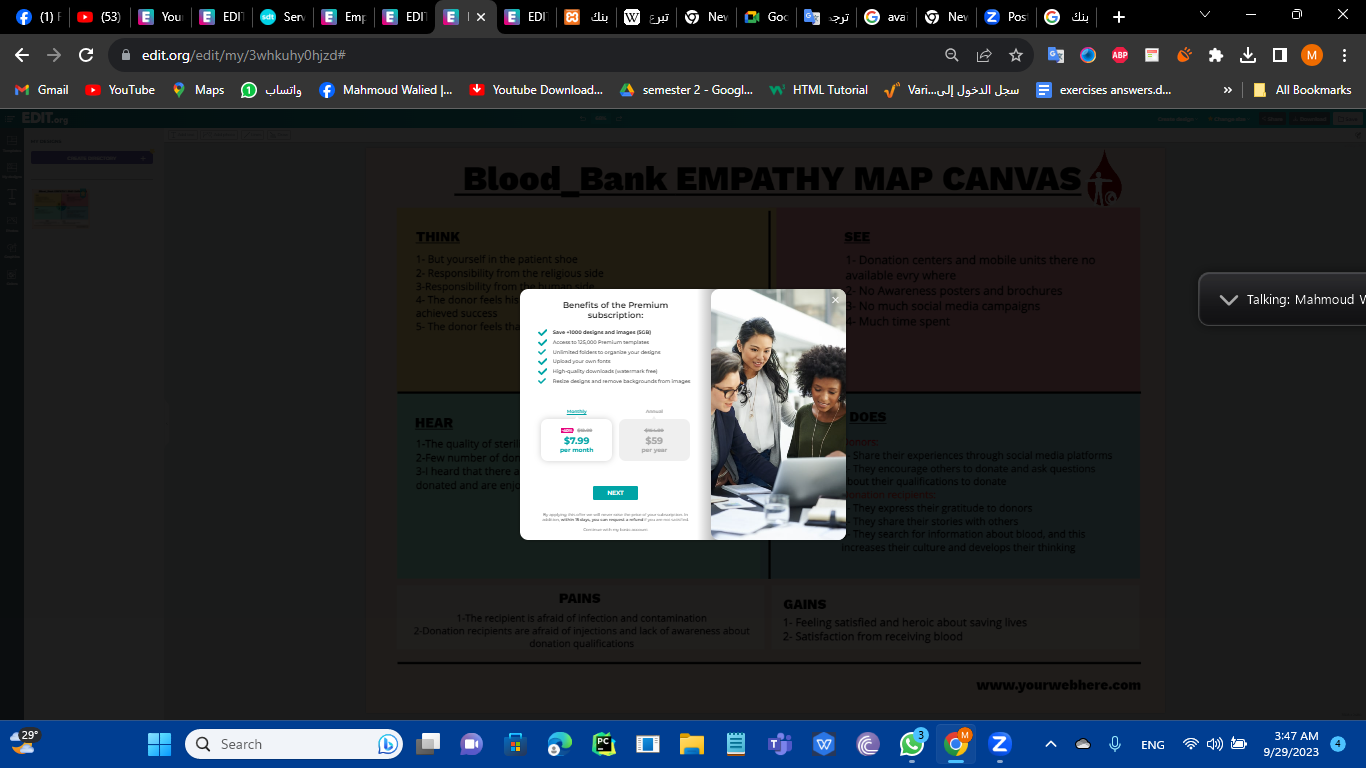 (1) F
(53)
You
EDI
Serv
Emp
EDIT
EDI
بنك
تبرع
Nev
Goo
ترجد
avai
Nev
Post
بنك
edit.org/edit/my/3whkuhy0hjzd#
Gmail
YouTube
Maps
واتساب
Mahmoud Walied |...
Youtube Download...
semester 2 - Googl...
HTML Tutorial
سجل الدخول إلى...Vari
exercises answers.d...
»
All Bookmarks
EDIT.org
Blood_Bank EMPATHY MAP CANVAS
THINK
1- But yourself in the patient shoe
2- Responsibility from the religious side
3-Responsibility from the human side
4- The donor feels his
achieved success
5- The donor feels tha
SEE
1- Donation centers and mobile units there no
available evry where
2- No Awareness posters and brochures
3- No much social media campaigns
4- Much time spent
Talking: Mahmoud W
Benefits of the Premium
subscription:
Save +1000 designs and images (5GB)
Access to 125,000 Premium templates
Unlimited folders to organize your designs
Upload your own fonts
High-quality downloads (watermark free)
Resize designs and remove backgrounds from images
Monthly
Annual
$7.99
per month
$59
per year
NEXT
By applying this offer we will never raise the price of your subscription. In
addition, within 15 days, you can request a refund if you are not satisfied.
Continue with my basic account
HEAR
1-The quality of steril
2-Few number of don
3-I heard that there a
donated and are enjo
DOES
onors:
- Share their experiences through social media platforms
- They encourage others to donate and ask questions
about their qualifications to donate
donation recipients:
- They express their gratitude to donors
- They share their stories with others
- They search for information about blood, and this
increases their culture and develops their thinking
PAINS
1-The recipient is afraid of infection and contamination
2-Donation recipients are afraid of injections and lack of awareness about
donation qualifications
GAINS
1- Feeling satisfied and heroic about saving lives
2- Satisfaction from receiving blood
www.yourwebhere.com
29°
Search
3
M
ENG
3:47 AM
9/29/2023
4